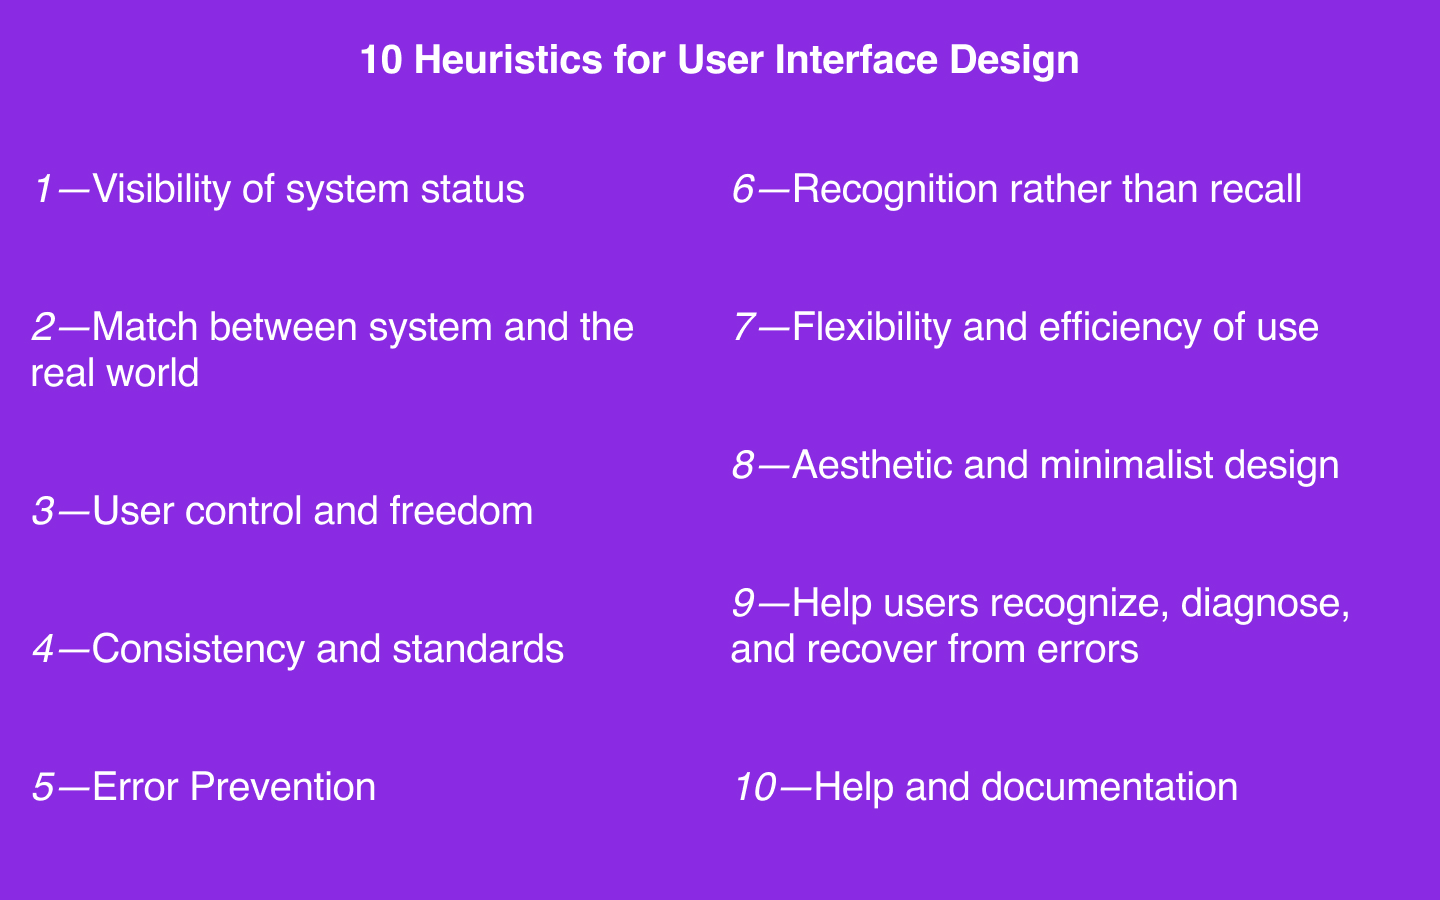 10 Heuristics for User Interface Design
1—Visibility of system status
2—Match between system and the
real world
3—User control and freedom
4—Consistency and standards
5—Error Prevention
6—Recognition rather than recall
7—Flexibility and efficiency of use
8—Aesthetic and minimalist design
9—Help users recognize, diagnose,
and recover from errors
10—Help and documentation